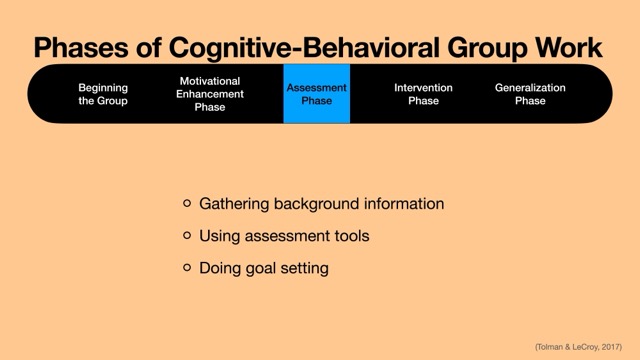 Phases of Cognitive-Behavioral Group Work
Beginning
the Group
Motivational
Enhancement
Phase
Assessment
Phase
Intervention
Phase
Generalization
Phase
Gathering background information
Using assessment tools
Doing goal setting
(Tolman & LeCroy, 2017)